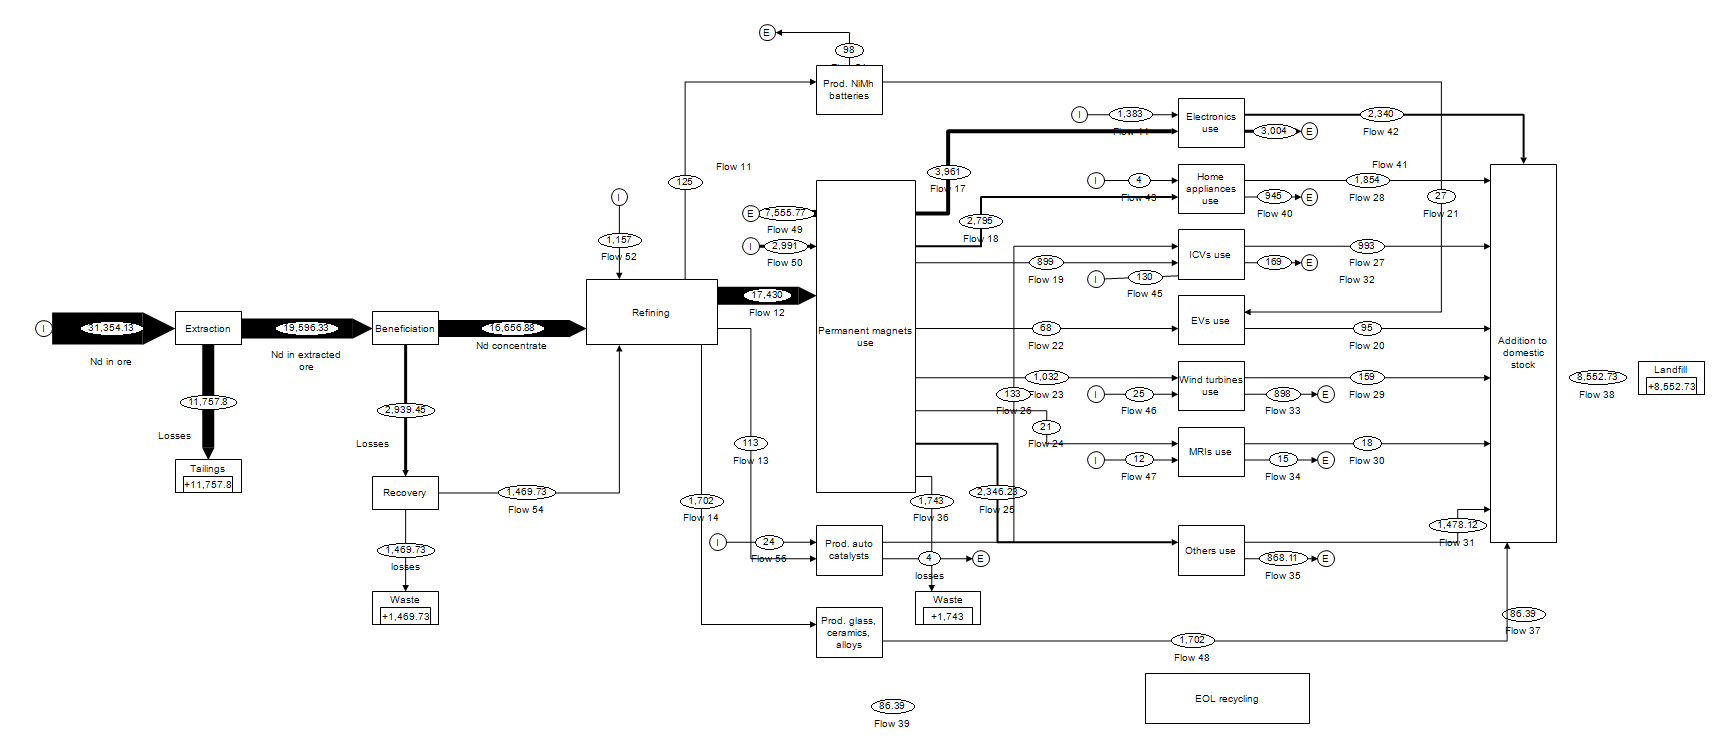 E
98
Prod. NiMh
batteries
I
1,383
Electronics
use
2,340
Flow 42
3,004
E
Flow 11
125
3,961
Flow 17
I
4
Flow 43
Home
appliances
use
Flow 41
1,854
Flow 28
945
E
Flow 40
27
Flow 21
I
1,157
Flow 52
E
7,555.77
Flow 49
I
2,991
Flow 50
2,795
Flow 18
899
Flow 19
I
130
Flow 45
ICVs use
993
Flow 27
169
E
Flow 32
I
31,354.13
Nd in ore
Extraction
19,596.33
Nd in extracted
ore
Beneficiation
16,656.88
Nd concentrate
Refining
17,430
Flow 12
Permanent magnets
use
68
Flow 22
EVs use
95
Flow 20
Addition to
domestic
stock
8,552.73
Flow 38
Landfill
+8,552.73
11,757.8
Losses
Tailings
+11,757.8
2,939.45
Losses
Recovery
1,469.73
Flow 54
1,469.73
losses
Waste
+1,469.73
1,032
Flow 23
133
Flow 26
I
25
Flow 46
Wind turbines
use
159
Flow 29
898
E
Flow 33
21
Flow 24
I
12
Flow 47
MRIs use
18
Flow 30
15
E
Flow 34
113
Flow 13
1,702
Flow 14
1,743
Flow 36
2,346.23
Flow 25
I
24
Flow 56
Prod. auto
catalysts
4
E
losses
Waste
+1,743
Others use
1,478.12
Flow 31
868.11
E
Flow 35
Prod. glass,
ceramics,
alloys
1,702
Flow 48
86.39
Flow 37
EOL recycling
86.39
Flow 39